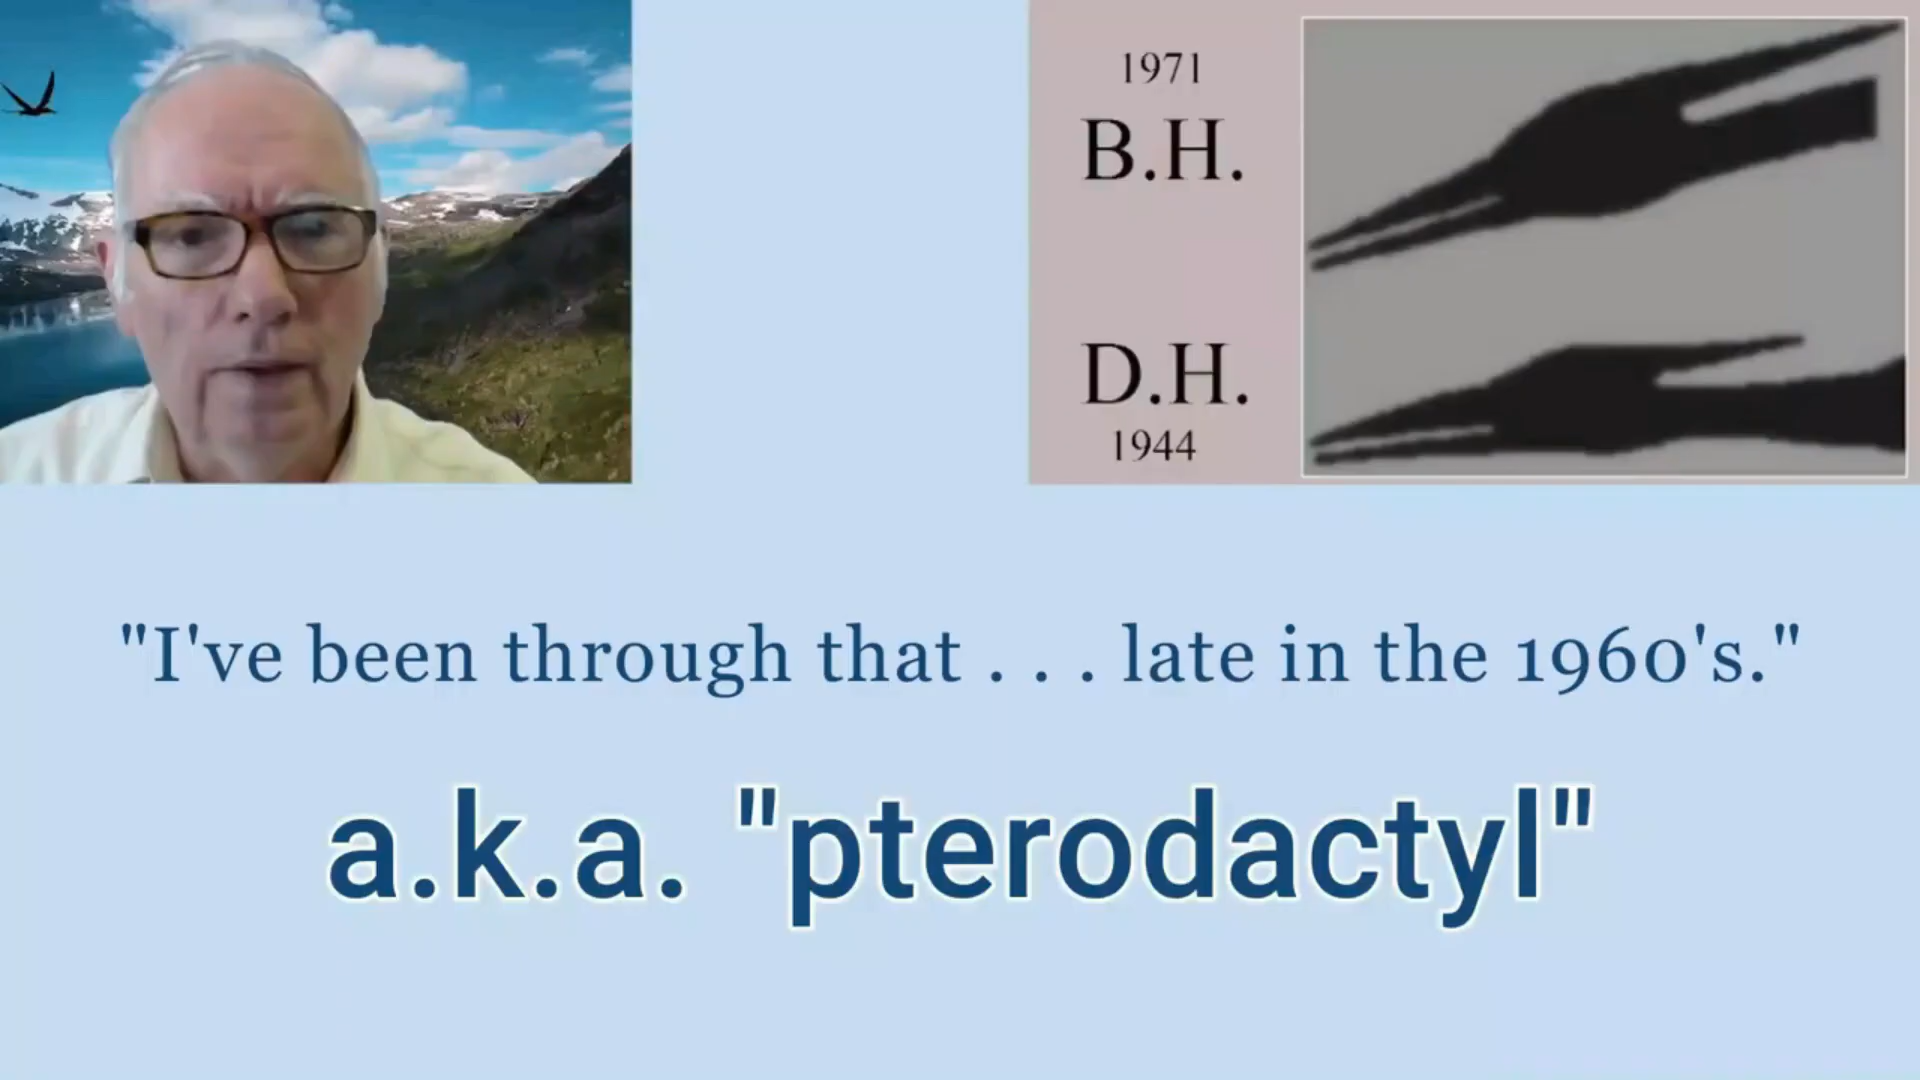 1971
B.H.
D.H.
1944
"I've been through that . . . late in the 1960's."
a.k.a. "pterodactyl"